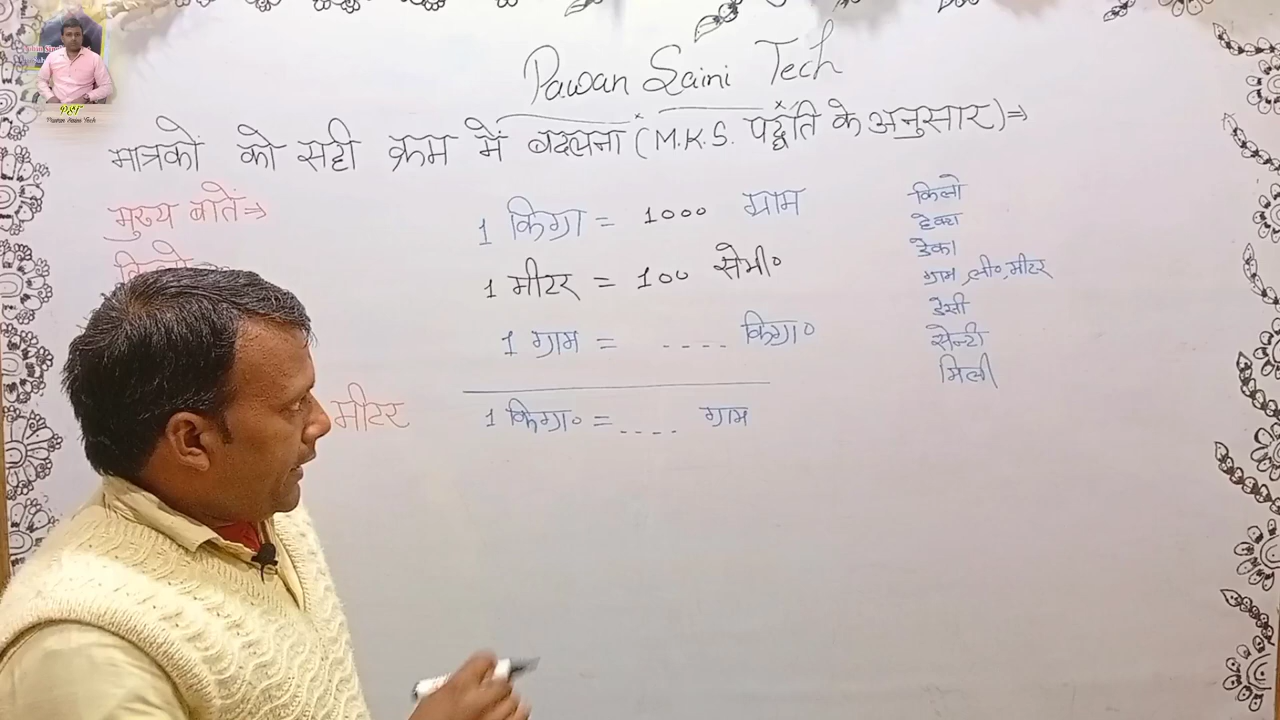 PST
Pawan Saini Tech
Pawan Saini Tech
मात्रकों को सही क्रम में बदलना (M.K.S. पद्धति के अनुसार) ⇒
मुख्य बातें ⇒
किलो
मीटर
1 किग्रा = 1000 ग्राम
1 मीटर = 100 सेमी०
1 ग्राम = .... किग्रा०
1 किग्रा० = .... ग्राम
किलो
हेक्टा
डेका
ग्राम, ली०, मीटर
डेसी
सेन्टी
मिली